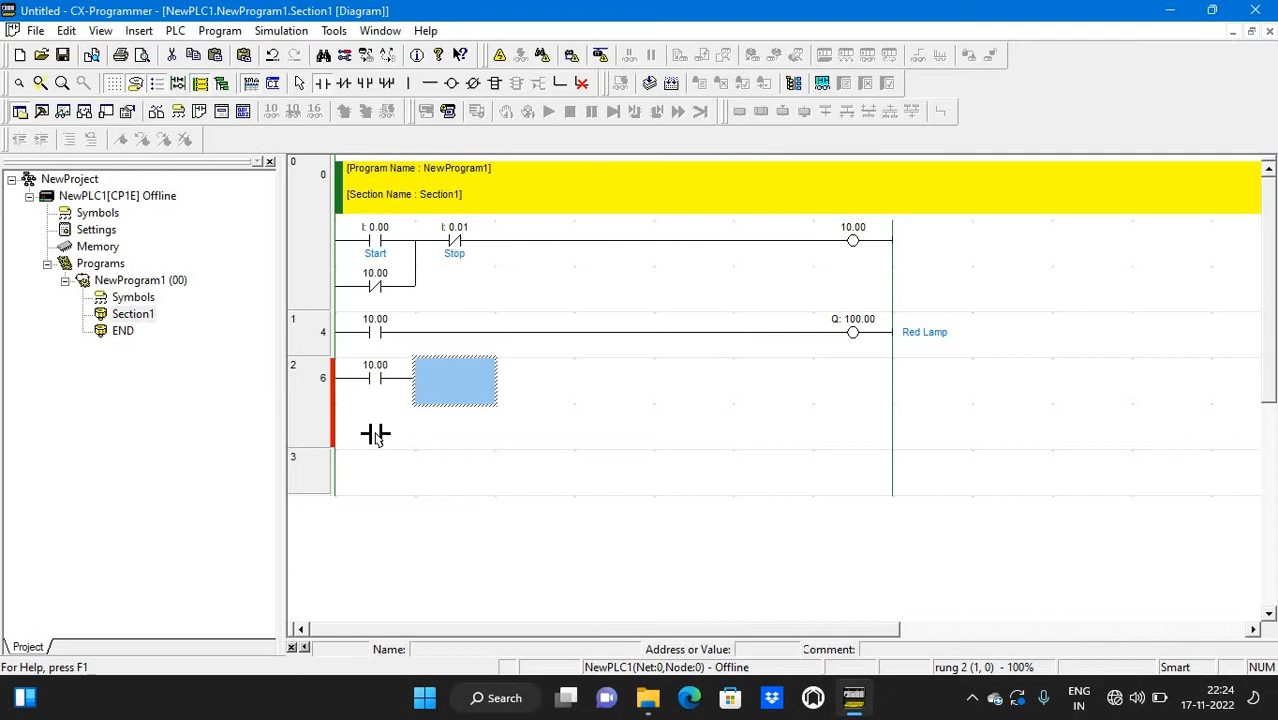 Untitled - CX-Programmer - [NewPLC1.NewProgram1.Section1 [Diagram]]
File Edit View Insert PLC Program Simulation Tools Window Help
NewProject
NewPLC1[CP1E] Offline
Symbols
Settings
Memory
Programs
NewProgram1 (00)
Symbols
Section1
END
Project
0
0
[Program Name : NewProgram1]
[Section Name : Section1]
I: 0.00 I: 0.01 10.00
Start Stop
10.00
1
4
10.00 Q: 100.00
Red Lamp
2
6
10.00
3
Name: Address or Value: Comment:
For Help, press F1
NewPLC1(Net:0,Node:0) - Offline
rung 2 (1, 0) - 100%
Smart
NUM
Search
ENG
IN
22:24
17-11-2022